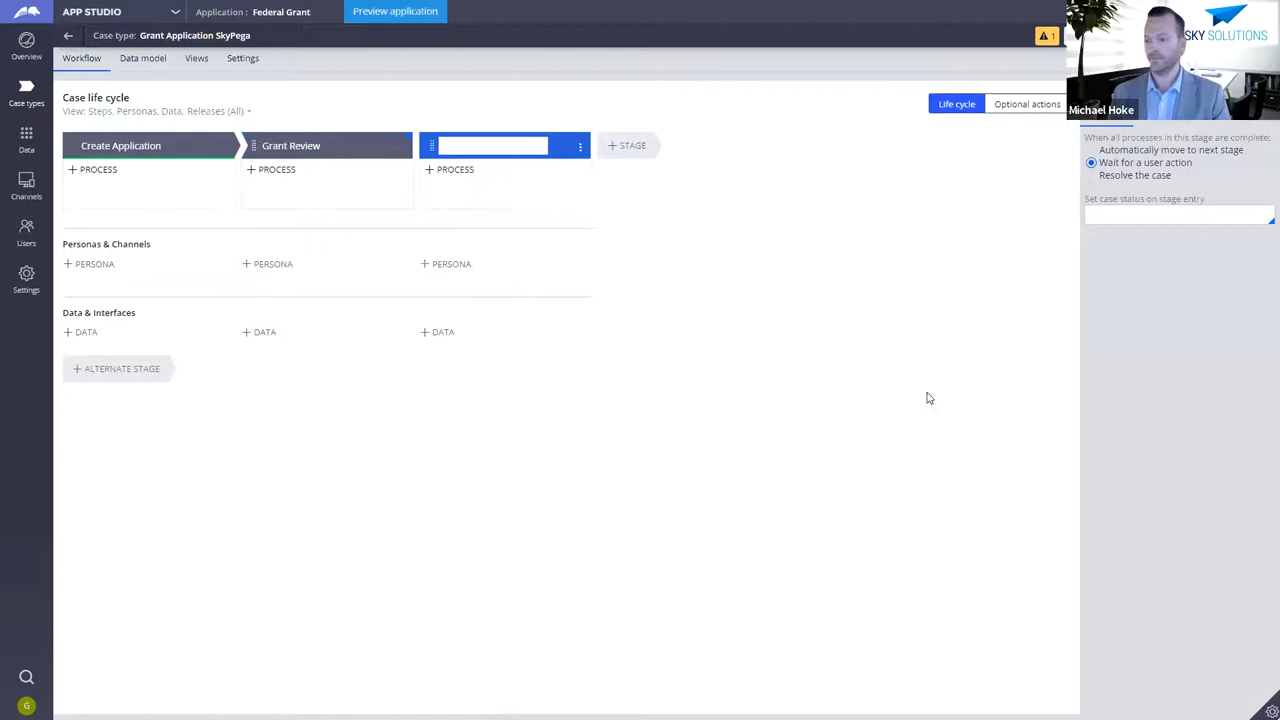 APP STUDIO
Application : Federal Grant
Preview application
Case type: Grant Application SkyPega
1
SKY SOLUTIONS
Michael Hoke
Overview
Case types
Data
Channels
Users
Settings
G
Workflow
Data model
Views
Settings
Case life cycle
View: Steps, Personas, Data, Releases (All)
Life cycle
Optional actions
Create Application
Grant Review
+ STAGE
+ PROCESS
+ PROCESS
+ PROCESS
Personas & Channels
+ PERSONA
+ PERSONA
+ PERSONA
Data & Interfaces
+ DATA
+ DATA
+ DATA
+ ALTERNATE STAGE
When all processes in this stage are complete:
Automatically move to next stage
Wait for a user action
Resolve the case
Set case status on stage entry